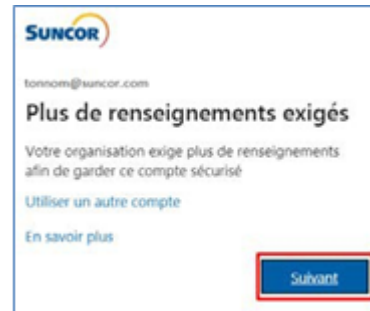 SUNCOR
tonnom@suncor.com
Plus de renseignements exigés
Votre organisation exige plus de renseignements
afin de garder ce compte sécurisé
Utiliser un autre compte
En savoir plus
Suivant